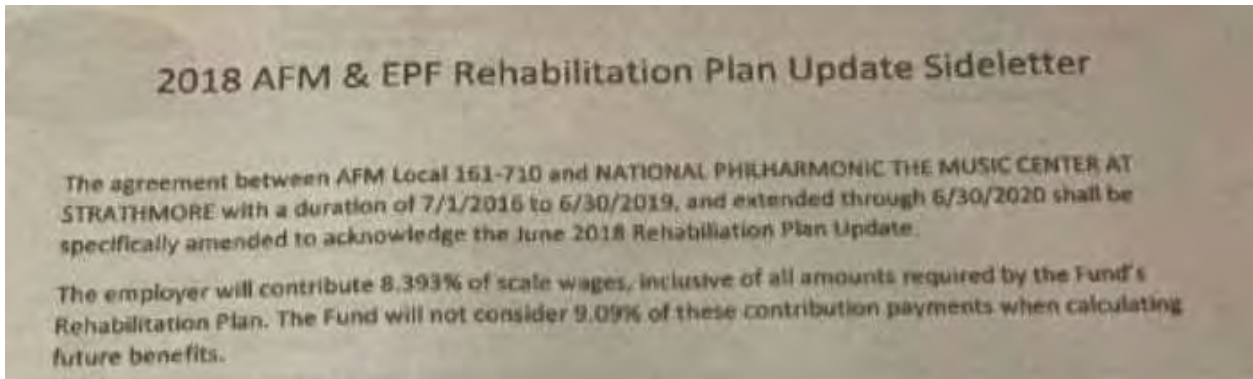 2018 AFM & EPF Rehabilitation Plan Update Sideletter
The agreement between AFM Local 161-710 and NATIONAL PHILHARMONIC THE MUSIC CENTER AT
STRATHMORE with a duration of 7/1/2016 to 6/30/2019, and extended through 6/30/2020 shall be
specifically amended to acknowledge the June 2018 Rehabiliation Plan Update.
The employer will contribute 8.393% of scale wages, inclusive of all amounts required by the Fund's
Rehabilitation Plan. The Fund will not consider 9.09% of these contribution payments when calculating
future benefits.